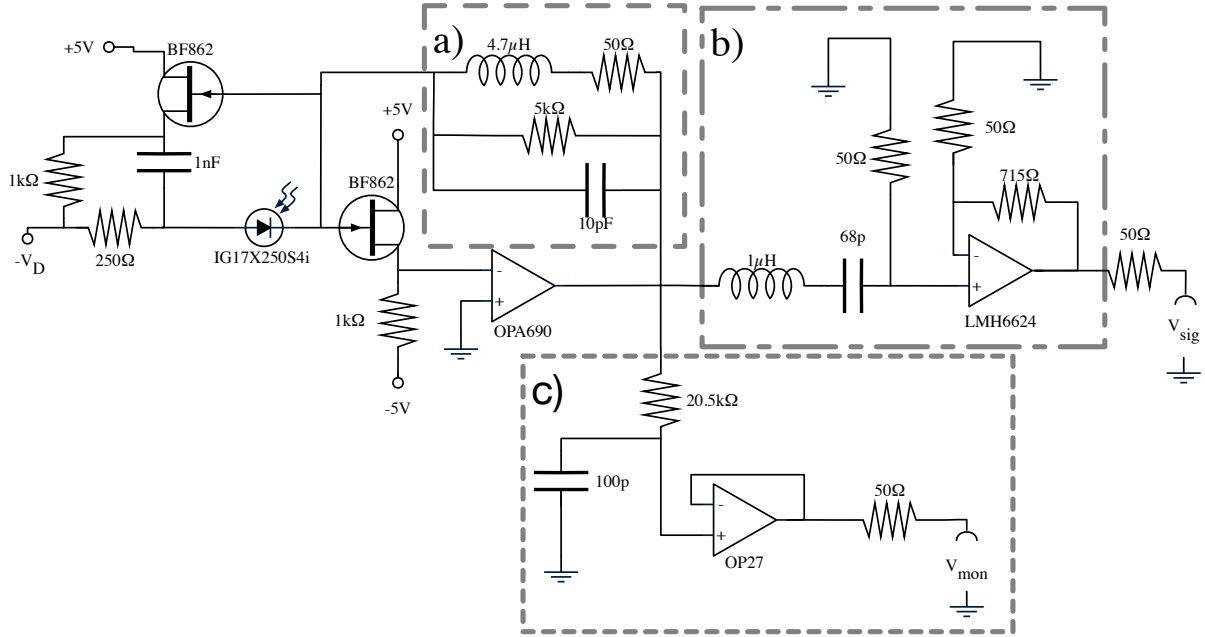 a)
b)
4.7µH
50Ω
+5V
BF862
+5V
5kΩ
50Ω
50Ω
1nF
1kΩ
BF862
715Ω
10pF
68p
50Ω
-V_D
250Ω
IG17X250S4i
1µH
-
+
OPA690
-
+
LMH6624
V_sig
1kΩ
-5V
c)
20.5kΩ
100p
50Ω
-
+
OP27
V_mon